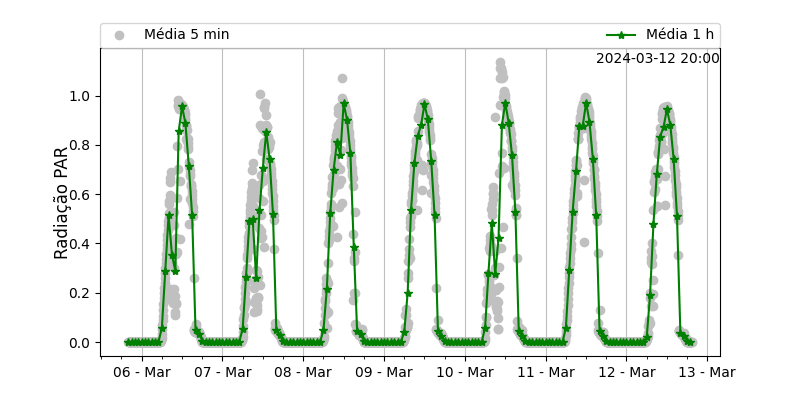 Média 5 min
Média 1 h
2024-03-12 20:00
Radiação PAR
1.0
0.8
0.6
0.4
0.2
0.0
06 - Mar
07 - Mar
08 - Mar
09 - Mar
10 - Mar
11 - Mar
12 - Mar
13 - Mar